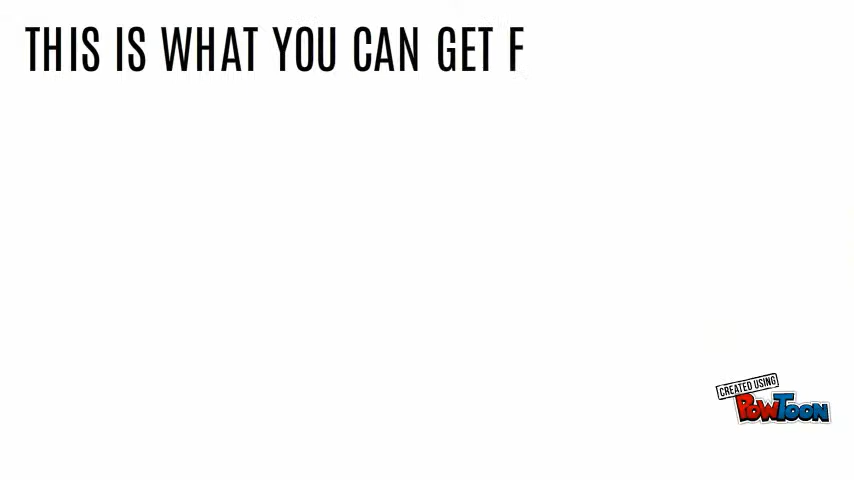 THIS IS WHAT YOU CAN GET F
CREATED USING
POWTOON